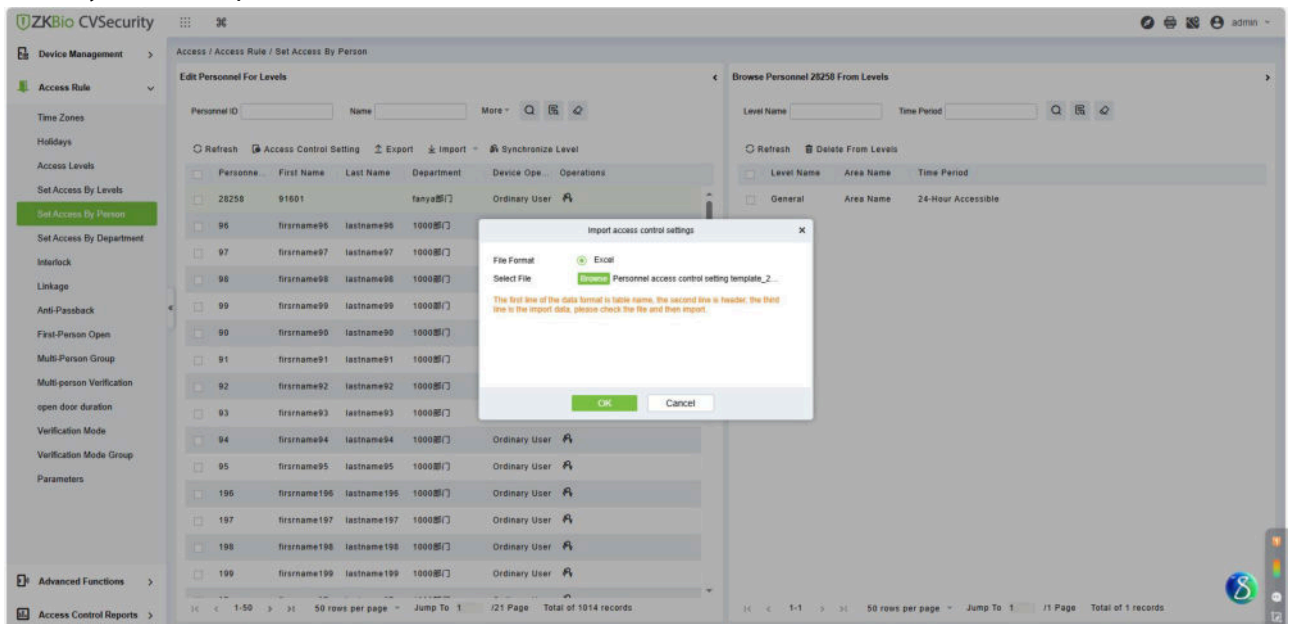 ZKBio CVSecurity
admin
Device Management
Access Rule
Time Zones
Holidays
Access Levels
Set Access By Levels
Set Access By Person
Set Access By Department
Interlock
Linkage
Anti-Passback
First-Person Open
Multi-Person Group
Multi-person Verification
open door duration
Verification Mode
Verification Mode Group
Parameters
Advanced Functions
Access Control Reports
Access / Access Rule / Set Access By Person
Edit Personnel For Levels
Personnel ID Name More
Refresh Access Control Setting Export Import Synchronize Level
Personne... First Name Last Name Department Device Ope... Operations
28258 91601 fanya部门 Ordinary User
96 firsrname96 lastname96 1000部门
97 firsrname97 lastname97 1000部门
98 firsrname98 lastname98 1000部门
99 firsrname99 lastname99 1000部门
90 firsrname90 lastname90 1000部门
91 firsrname91 lastname91 1000部门
92 firsrname92 lastname92 1000部门
93 firsrname93 lastname93 1000部门
94 firsrname94 lastname94 1000部门 Ordinary User
95 firsrname95 lastname95 1000部门 Ordinary User
196 firsrname196 lastname196 1000部门 Ordinary User
197 firsrname197 lastname197 1000部门 Ordinary User
198 firsrname198 lastname198 1000部门 Ordinary User
199 firsrname199 lastname199 1000部门 Ordinary User
1-50 50 rows per page Jump To 1 /21 Page Total of 1014 records
Browse Personnel 28258 From Levels
Level Name Time Period
Refresh Delete From Levels
Level Name Area Name Time Period
General Area Name 24-Hour Accessible
1-1 50 rows per page Jump To 1 /1 Page Total of 1 records
Import access control settings
File Format Excel
Select File Browse Personnel access control setting template_2...
The first line of the data format is table name, the second line is header, the third
line is the import data, please check the file and then import.
OK Cancel